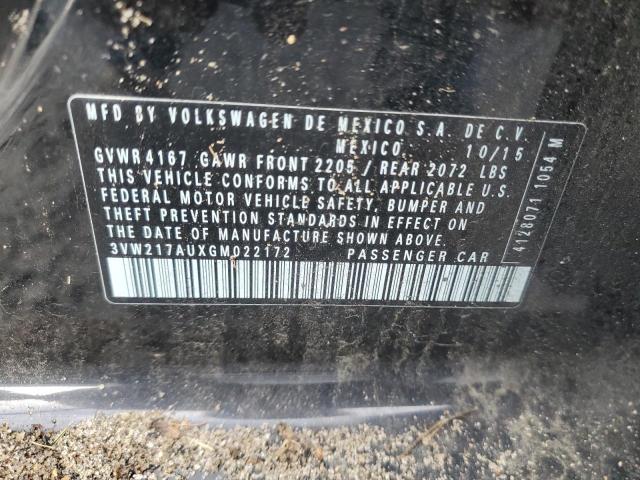 MFD BY VOLKSWAGEN DE MEXICO S.A. DE C.V.
MEXICO 10/15
GVWR 4167 GAWR FRONT 2205 / REAR 2072 LBS
THIS VEHICLE CONFORMS TO ALL APPLICABLE U.S.
FEDERAL MOTOR VEHICLE SAFETY, BUMPER AND
THEFT PREVENTION STANDARDS IN EFFECT ON
THE DATE OF MANUFACTURE SHOWN ABOVE.
3VW217AUXGM022172 PASSENGER CAR
4128071 1054 M